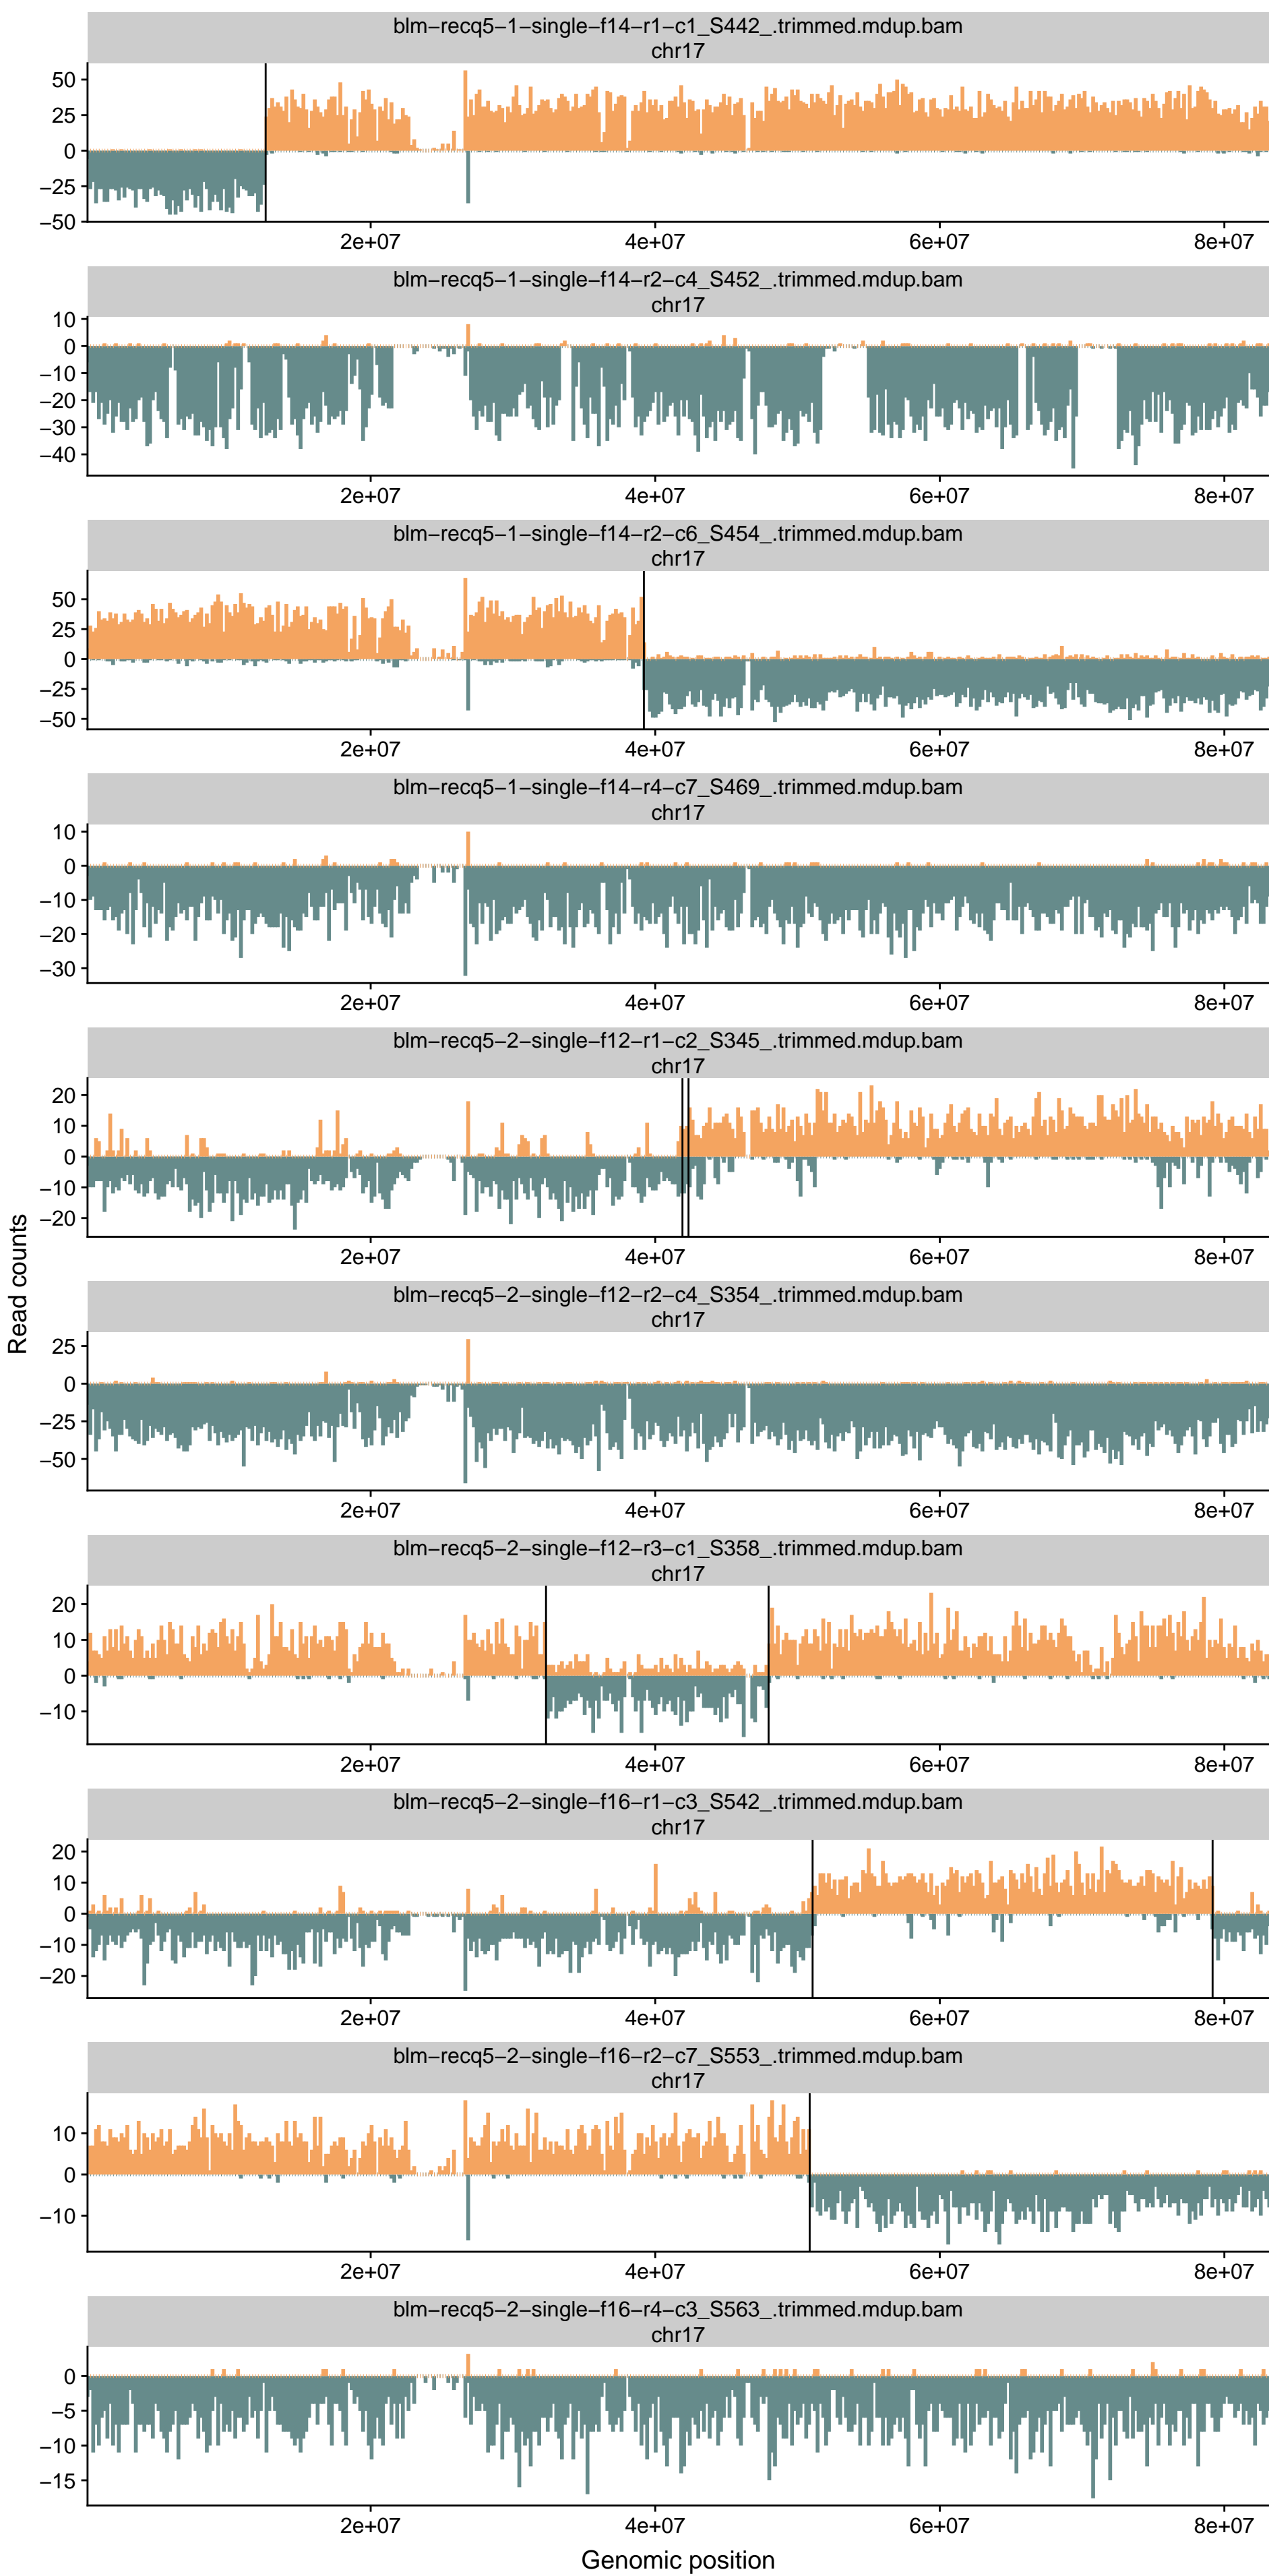 blm−recq5−1−single−f14−r1−c1_S442_.trimmed.mdup.bam
chr17
50
25
0
−25
−50
2e+07 4e+07 6e+07 8e+07
blm−recq5−1−single−f14−r2−c4_S452_.trimmed.mdup.bam
chr17
10
0
−10
−20
−30
−40
2e+07 4e+07 6e+07 8e+07
blm−recq5−1−single−f14−r2−c6_S454_.trimmed.mdup.bam
chr17
50
25
0
−25
−50
2e+07 4e+07 6e+07 8e+07
blm−recq5−1−single−f14−r4−c7_S469_.trimmed.mdup.bam
chr17
10
0
−10
−20
−30
2e+07 4e+07 6e+07 8e+07
blm−recq5−2−single−f12−r1−c2_S345_.trimmed.mdup.bam
chr17
20
10
0
−10
−20
2e+07 4e+07 6e+07 8e+07
Read counts
blm−recq5−2−single−f12−r2−c4_S354_.trimmed.mdup.bam
chr17
25
0
−25
−50
2e+07 4e+07 6e+07 8e+07
blm−recq5−2−single−f12−r3−c1_S358_.trimmed.mdup.bam
chr17
20
10
0
−10
2e+07 4e+07 6e+07 8e+07
blm−recq5−2−single−f16−r1−c3_S542_.trimmed.mdup.bam
chr17
20
10
0
−10
−20
2e+07 4e+07 6e+07 8e+07
blm−recq5−2−single−f16−r2−c7_S553_.trimmed.mdup.bam
chr17
10
0
−10
2e+07 4e+07 6e+07 8e+07
blm−recq5−2−single−f16−r4−c3_S563_.trimmed.mdup.bam
chr17
0
−5
−10
−15
2e+07 4e+07 6e+07 8e+07
Genomic position